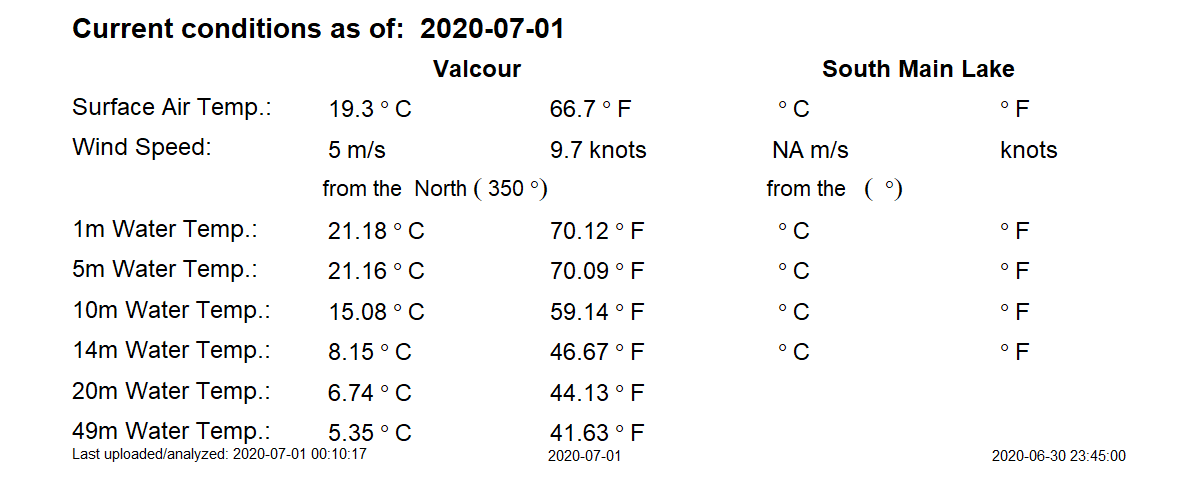 Current conditions as of: 2020-07-01
Valcour South Main Lake
Surface Air Temp.: 19.3 ° C 66.7 ° F ° C ° F
Wind Speed: 5 m/s 9.7 knots NA m/s knots
from the North ( 350 °) from the ( °)
1m Water Temp.: 21.18 ° C 70.12 ° F ° C ° F
5m Water Temp.: 21.16 ° C 70.09 ° F ° C ° F
10m Water Temp.: 15.08 ° C 59.14 ° F ° C ° F
14m Water Temp.: 8.15 ° C 46.67 ° F ° C ° F
20m Water Temp.: 6.74 ° C 44.13 ° F
49m Water Temp.: 5.35 ° C 41.63 ° F
Last uploaded/analyzed: 2020-07-01 00:10:17 2020-07-01 2020-06-30 23:45:00